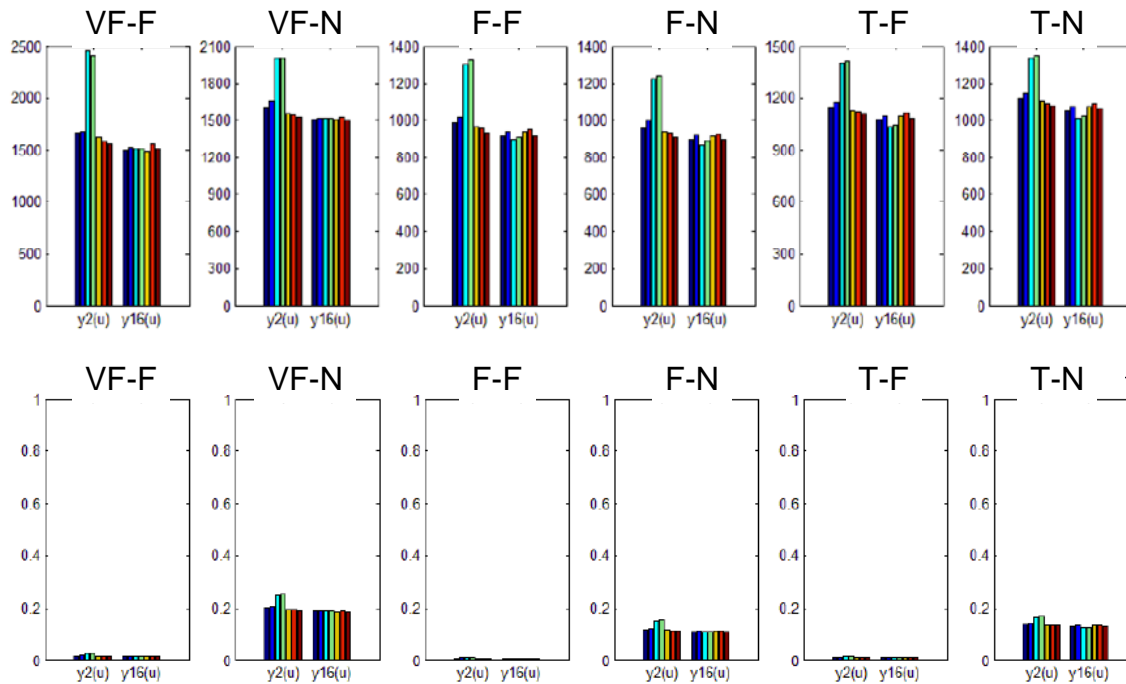 VF-F VF-N F-F F-N T-F T-N
2500 2100 1400 1400 1500 1400
1200 1200 1200
2000 1800 1200
1500 1500 1000 1000 1000
1200 800 800 900 800
1000 900 600 600 600 600
600 400 400 400
500 300 200 200 300 200
0 0 0 0 0 0
y2(u) y16(u) y2(u) y16(u) y2(u) y16(u) y2(u) y16(u) y2(u) y16(u) y2(u) y16(u)
VF-F VF-N F-F F-N T-F T-N
1 1 1 1 1 1
0.8 0.8 0.8 0.8 0.8 0.8
0.6 0.6 0.6 0.6 0.6 0.6
0.4 0.4 0.4 0.4 0.4 0.4
0.2 0.2 0.2 0.2 0.2 0.2
0 0 0 0 0 0
y2(u) y16(u) y2(u) y16(u) y2(u) y16(u) y2(u) y16(u) y2(u) y16(u) y2(u) y16(u)